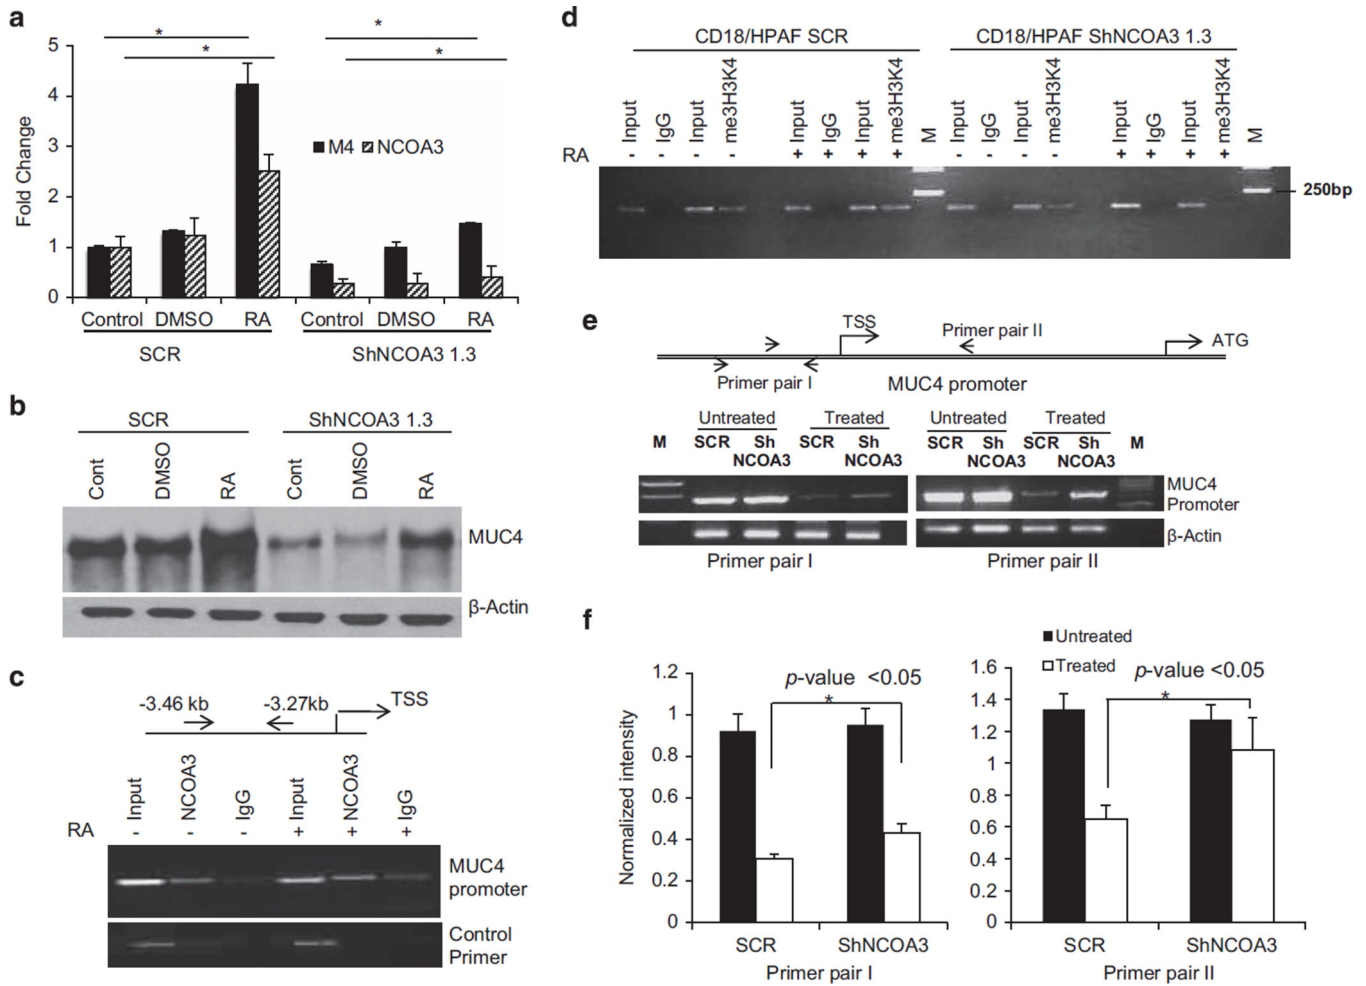 a
5
4
3
2
1
0
Fold Change
*
*
*
*
M4 NCOA3
Control DMSO RA Control DMSO RA
SCR ShNCOA3 1.3
b
SCR ShNCOA3 1.3
Cont DMSO RA Cont DMSO RA
MUC4
β-Actin
c
-3.46 kb -3.27kb TSS
Input NCOA3 IgG Input NCOA3 IgG
RA - - - + + +
MUC4
promoter
Control
Primer
d
CD18/HPAF SCR CD18/HPAF ShNCOA3 1.3
Input IgG Input me3H3K4 Input IgG Input me3H3K4 M Input IgG Input me3H3K4 Input IgG Input me3H3K4 M
RA - - - - + + + + - - - - + + + +
250bp
e
TSS Primer pair II ATG
Primer pair I MUC4 promoter
Untreated Treated Untreated Treated
M SCR Sh SCR Sh SCR Sh SCR Sh M
NCOA3 NCOA3 NCOA3 NCOA3
MUC4
Promoter
β-Actin
Primer pair I Primer pair II
f
Untreated
Treated
Normalized intensity
1.2
1
0.8
0.6
0.4
0.2
0
p-value <0.05
*
SCR ShNCOA3
Primer pair I
1.6
1.4
1.2
1
0.8
0.6
0.4
0.2
0
p-value <0.05
*
SCR ShNCOA3
Primer pair II